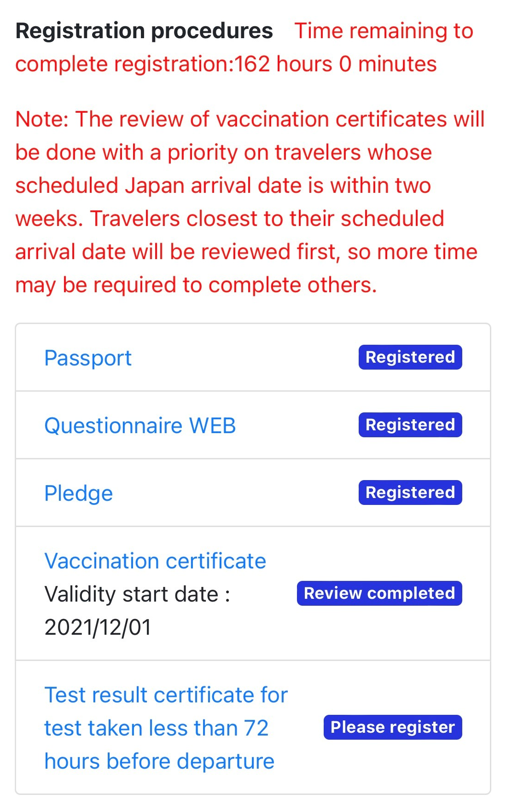 Registration procedures Time remaining to
complete registration:162 hours 0 minutes
Note: The review of vaccination certificates will
be done with a priority on travelers whose
scheduled Japan arrival date is within two
weeks. Travelers closest to their scheduled
arrival date will be reviewed first, so more time
may be required to complete others.
Passport Registered
Questionnaire WEB Registered
Pledge Registered
Vaccination certificate
Validity start date :
2021/12/01
Review completed
Test result certificate for
test taken less than 72
hours before departure
Please register